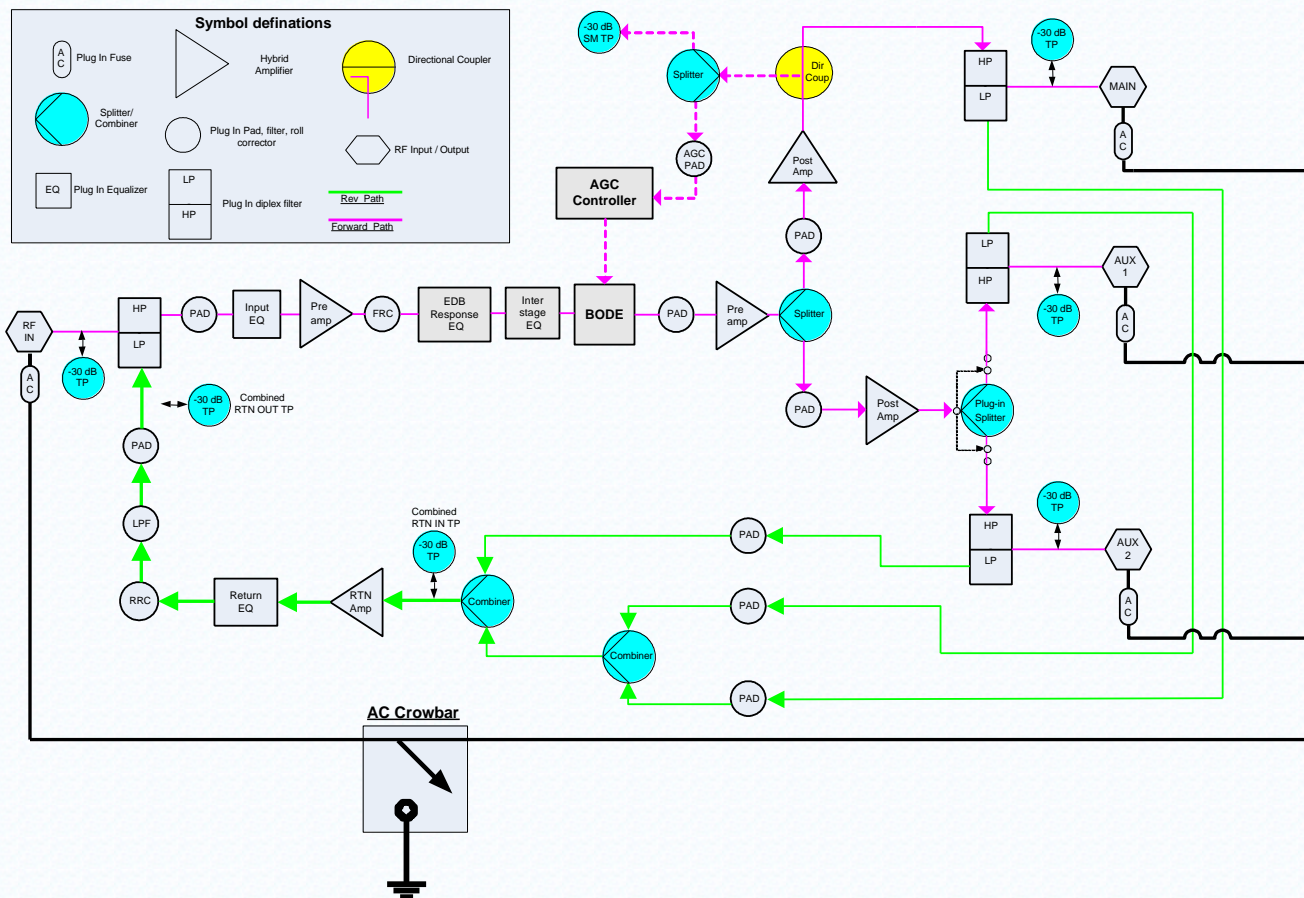 Symbol definations
A
C
Plug In Fuse
Hybrid
Amplifier
Directional Coupler
Splitter/
Combiner
Plug In Pad, filter, roll
corrector
RF Input / Output
EQ
Plug In Equalizer
LP
HP
Plug In diplex filter
Rev Path
Forward Path
-30 dB
SM TP
Splitter
Dir
Coup
AGC
PAD
AGC
Controller
Post
Amp
PAD
HP
LP
-30 dB
TP
MAIN
A
C
LP
HP
AUX
1
-30 dB
TP
A
C
RF
IN
A
C
-30 dB
TP
HP
LP
PAD
Input
EQ
Pre
amp
FRC
EDB
Response
EQ
Inter
stage
EQ
BODE
PAD
Pre
amp
Splitter
PAD
Post
Amp
Plug-in
Splitter
-30 dB
TP
Combined
RTN OUT TP
PAD
LPF
RRC
Return
EQ
RTN
Amp
Combined
RTN IN TP
-30 dB
TP
Combiner
PAD
PAD
Combiner
PAD
HP
LP
-30 dB
TP
AUX
2
A
C
AC Crowbar